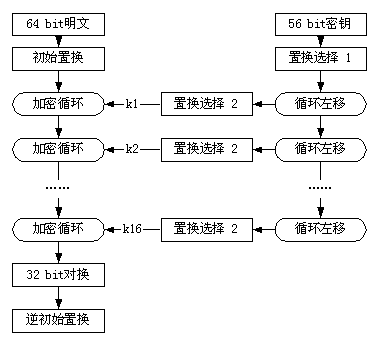 64 bit明文
56 bit密钥
初始置换
置换选择 1
加密循环
k1
置换选择 2
循环左移
加密循环
k2
置换选择 2
循环左移
……
……
加密循环
k16
置换选择 2
循环左移
32 bit对换
逆初始置换